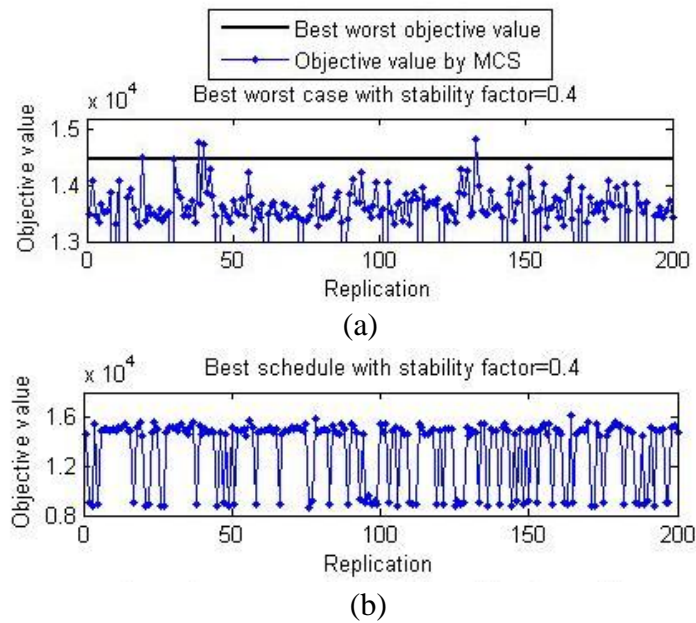 Best worst objective value
Objective value by MCS
x 10^4
Best worst case with stability factor=0.4
Objective value
1.5
1.4
1.3
0
50
100
150
200
Replication
(a)
x 10^4
Best schedule with stability factor=0.4
Objective value
1.6
1.2
0.8
0
50
100
150
200
Replication
(b)